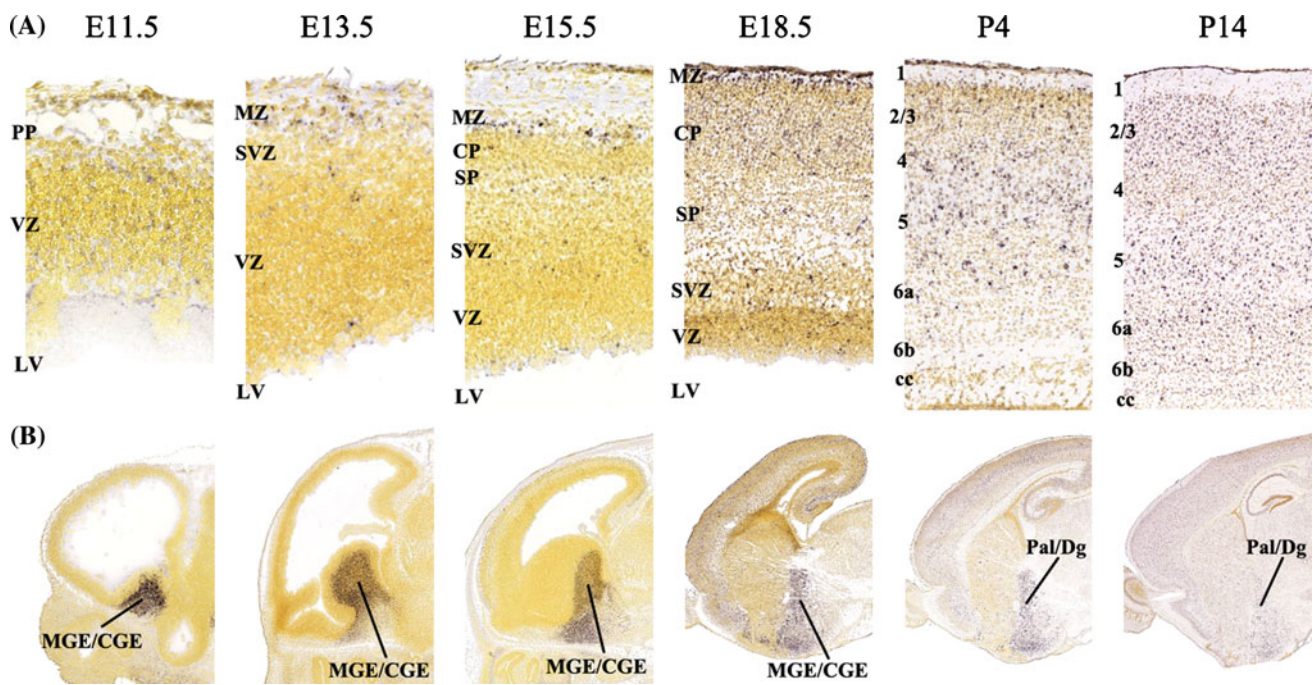 (A) E11.5 E13.5 E15.5 E18.5 P4 P14
PP
VZ
LV
MZ
SVZ
VZ
LV
MZ
CP
SP
SVZ
VZ
LV
MZ
CP
SP
SVZ
VZ
LV
1
2/3
4
5
6a
6b
cc
1
2/3
4
5
6a
6b
cc
(B)
MGE/CGE
MGE/CGE
MGE/CGE
MGE/CGE
Pal/Dg
Pal/Dg